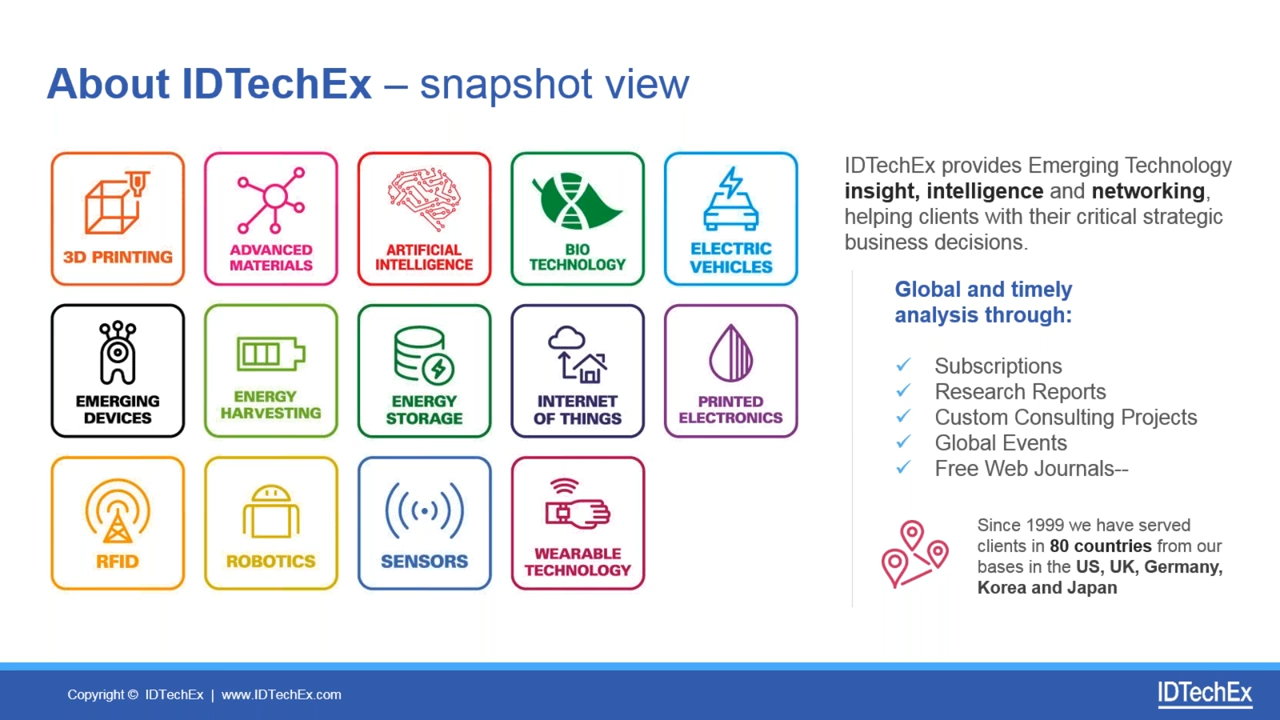 About IDTechEx – snapshot view
3D PRINTING
ADVANCED
MATERIALS
ARTIFICIAL
INTELLIGENCE
BIO
TECHNOLOGY
ELECTRIC
VEHICLES
EMERGING
DEVICES
ENERGY
HARVESTING
ENERGY
STORAGE
INTERNET
OF THINGS
PRINTED
ELECTRONICS
RFID
ROBOTICS
SENSORS
WEARABLE
TECHNOLOGY
IDTechEx provides Emerging Technology
insight, intelligence and networking,
helping clients with their critical strategic
business decisions.
Global and timely
analysis through:
✓ Subscriptions
✓ Research Reports
✓ Custom Consulting Projects
✓ Global Events
✓ Free Web Journals--
Since 1999 we have served
clients in 80 countries from our
bases in the US, UK, Germany,
Korea and Japan
Copyright © IDTechEx | www.IDTechEx.com
IDTechEx